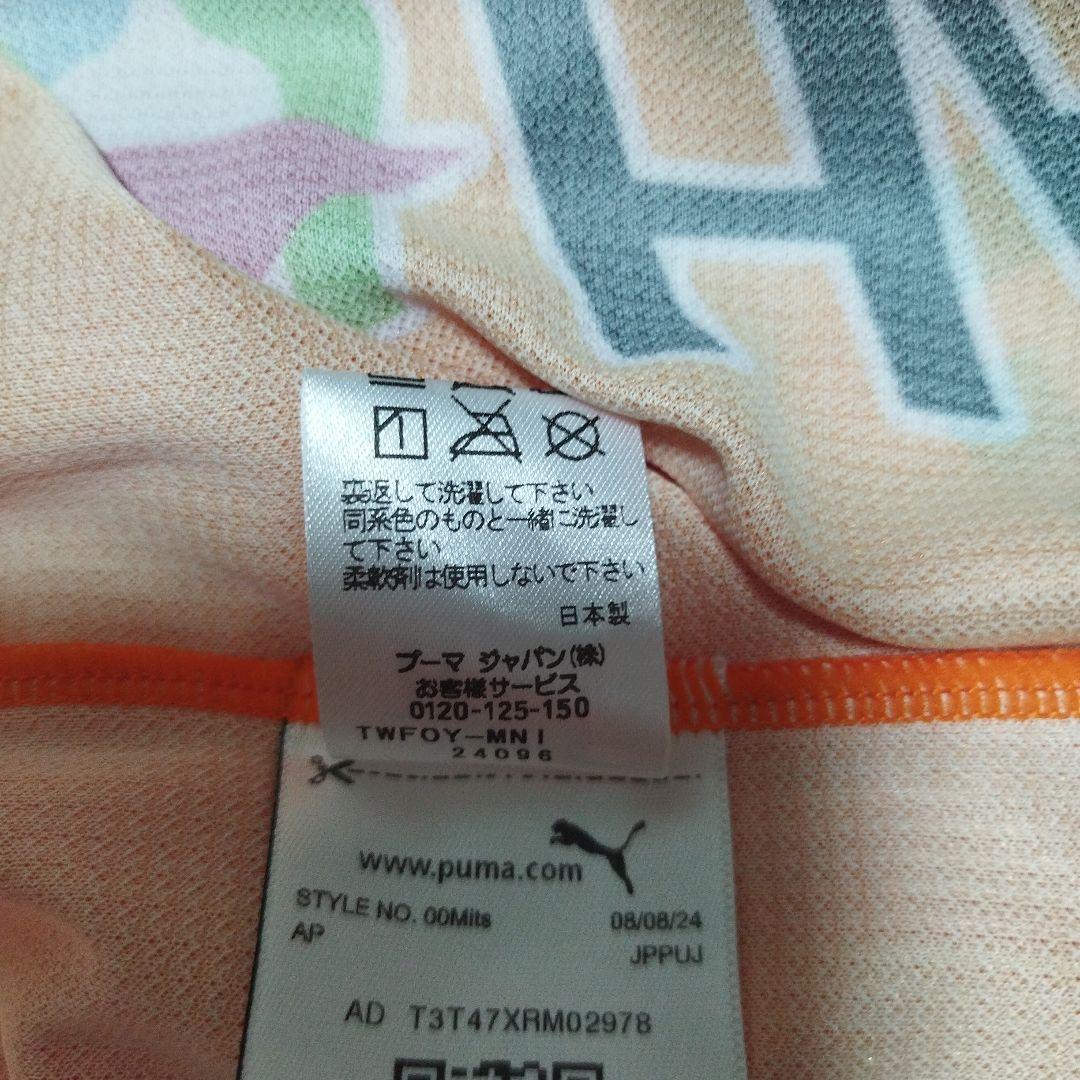 HM
裏返して洗濯して下さい
同系色のものと一緒に洗濯し
て下さい
柔軟剤は使用しないで下さい
日本製
プーマ ジャパン(株)
お客様サービス
0120-125-150
TWFOY-MNI
24096
www.puma.com
STYLE NO. 00Mits
08/08/24
AP
JPPUJ
AD T3T47XRM02978